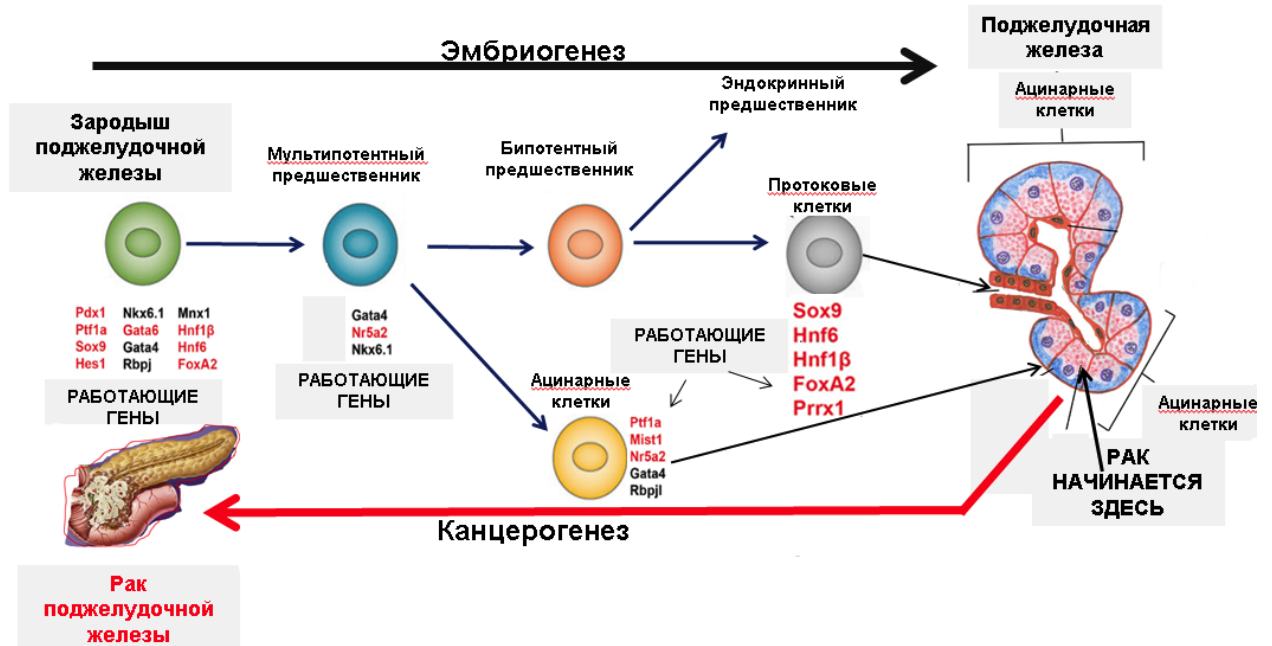 Эмбриогенез
Поджелудочная
железа
Ацинарные
клетки
Эндокринный
предшественник
Зародыш
поджелудочной
железы
Мультипотентный
предшественник
Бипотентный
предшественник
Протоковые
клетки
Pdx1 Nkx6.1 Mnx1
Ptf1a Gata6 Hnf1β
Sox9 Gata4 Hnf6
Hes1 Rbpj FoxA2
РАБОТАЮЩИЕ
ГЕНЫ
Gata4
Nr5a2
Nkx6.1
РАБОТАЮЩИЕ
ГЕНЫ
РАБОТАЮЩИЕ
ГЕНЫ
Sox9
Hnf6
Hnf1β
FoxA2
Prrx1
Ацинарные
клетки
Ptf1a
Mist1
Nr5a2
Gata4
Rbpjl
Ацинарные
клетки
РАК
НАЧИНАЕТСЯ
ЗДЕСЬ
Канцерогенез
Рак
поджелудочной
железы